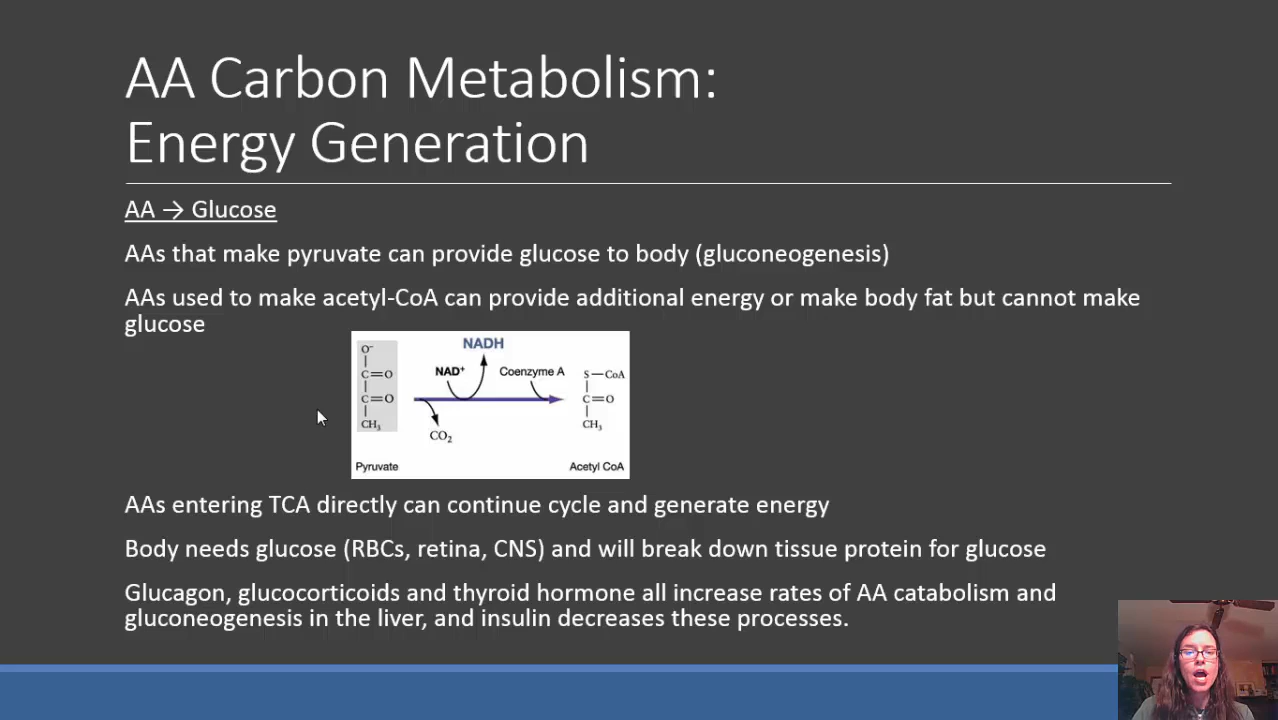 AA Carbon Metabolism:
Energy Generation
AA → Glucose
AAs that make pyruvate can provide glucose to body (gluconeogenesis)
AAs used to make acetyl-CoA can provide additional energy or make body fat but cannot make
glucose
NADH
O⁻
C=O
C=O
CH₃
NAD⁺
Coenzyme A
CO₂
S—CoA
C=O
CH₃
Pyruvate
Acetyl CoA
AAs entering TCA directly can continue cycle and generate energy
Body needs glucose (RBCs, retina, CNS) and will break down tissue protein for glucose
Glucagon, glucocorticoids and thyroid hormone all increase rates of AA catabolism and
gluconeogenesis in the liver, and insulin decreases these processes.